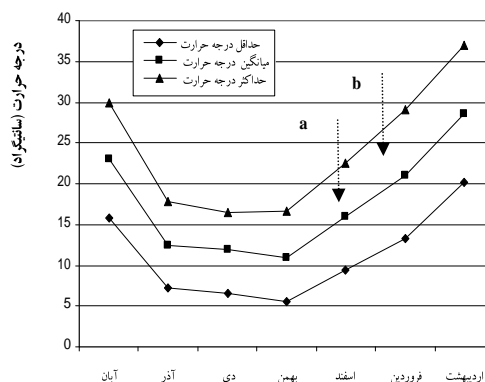 40
35
30
25
20
15
10
5
0
درجه حرارت (سانتیگراد)
حداقل درجه حرارت
میانگین درجه حرارت
حداکثر درجه حرارت
a
b
آبان
آذر
دی
بهمن
اسفند
فروردین
اردیبهشت